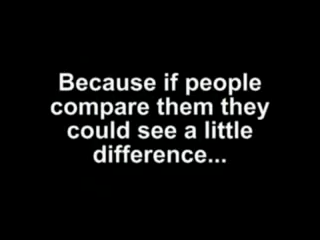 Because if people
compare them they
could see a little
difference...